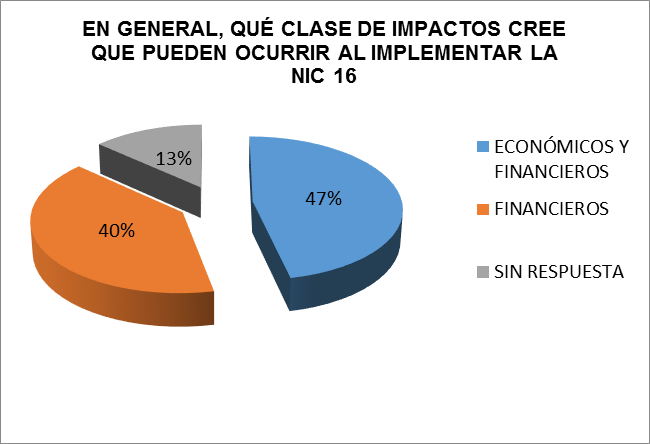 EN GENERAL, QUÉ CLASE DE IMPACTOS CREE
QUE PUEDEN OCURRIR AL IMPLEMENTAR LA
NIC 16
13%
47%
40%
ECONÓMICOS Y
FINANCIEROS
FINANCIEROS
SIN RESPUESTA